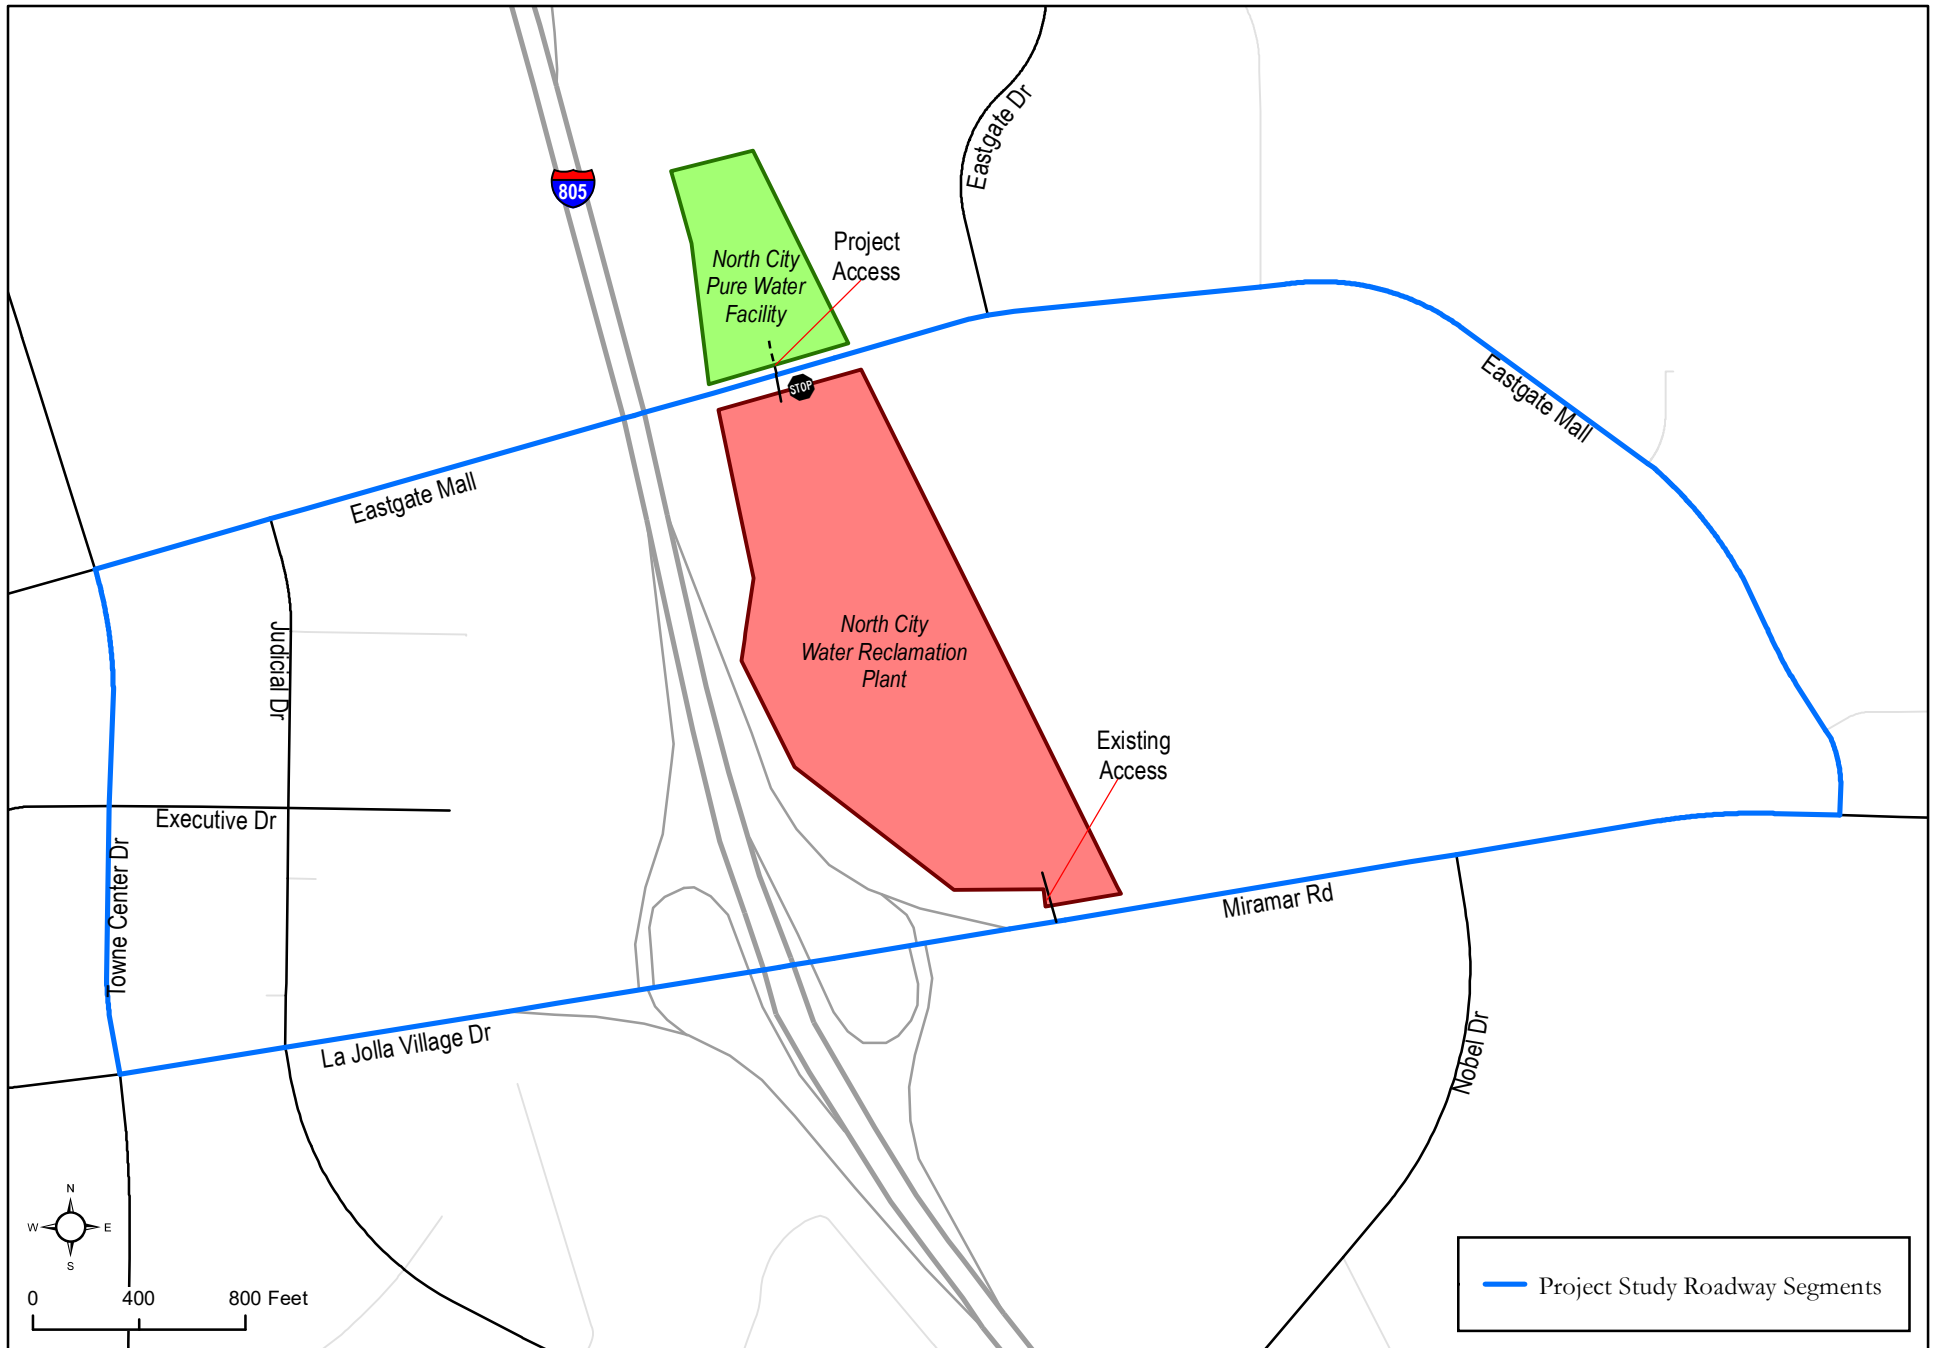 Eastgate Dr
805
Project
Access
North City
Pure Water
Facility
STOP
Eastgate Mall
Eastgate Mall
North City
Water Reclamation
Plant
Judicial Dr
Existing
Access
Executive Dr
Towne Center Dr
Miramar Rd
La Jolla Village Dr
Nobel Dr
N
W E
S
0 400 800 Feet
Project Study Roadway Segments